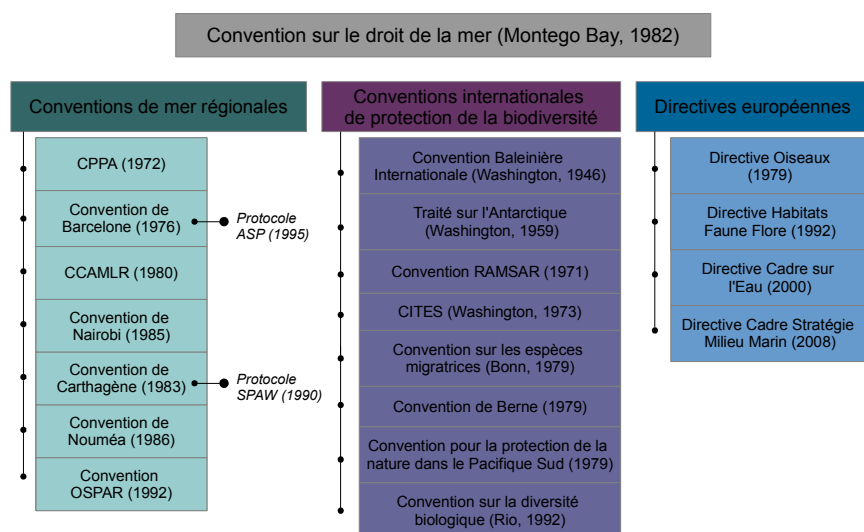 Convention sur le droit de la mer (Montego Bay, 1982)
Conventions de mer régionales
CPPA (1972)
Convention de
Barcelone (1976)
Protocole
ASP (1995)
CCAMLR (1980)
Convention de
Nairobi (1985)
Convention de
Carthagène (1983)
Protocole
SPAW (1990)
Convention de
Nouméa (1986)
Convention
OSPAR (1992)
Conventions internationales
de protection de la biodiversité
Convention Baleinière
Internationale (Washington, 1946)
Traité sur l'Antarctique
(Washington, 1959)
Convention RAMSAR (1971)
CITES (Washington, 1973)
Convention sur les espèces
migratrices (Bonn, 1979)
Convention de Berne (1979)
Convention pour la protection de la
nature dans le Pacifique Sud (1979)
Convention sur la diversité
biologique (Rio, 1992)
Directives européennes
Directive Oiseaux
(1979)
Directive Habitats
Faune Flore (1992)
Directive Cadre sur
l'Eau (2000)
Directive Cadre Stratégie
Milieu Marin (2008)